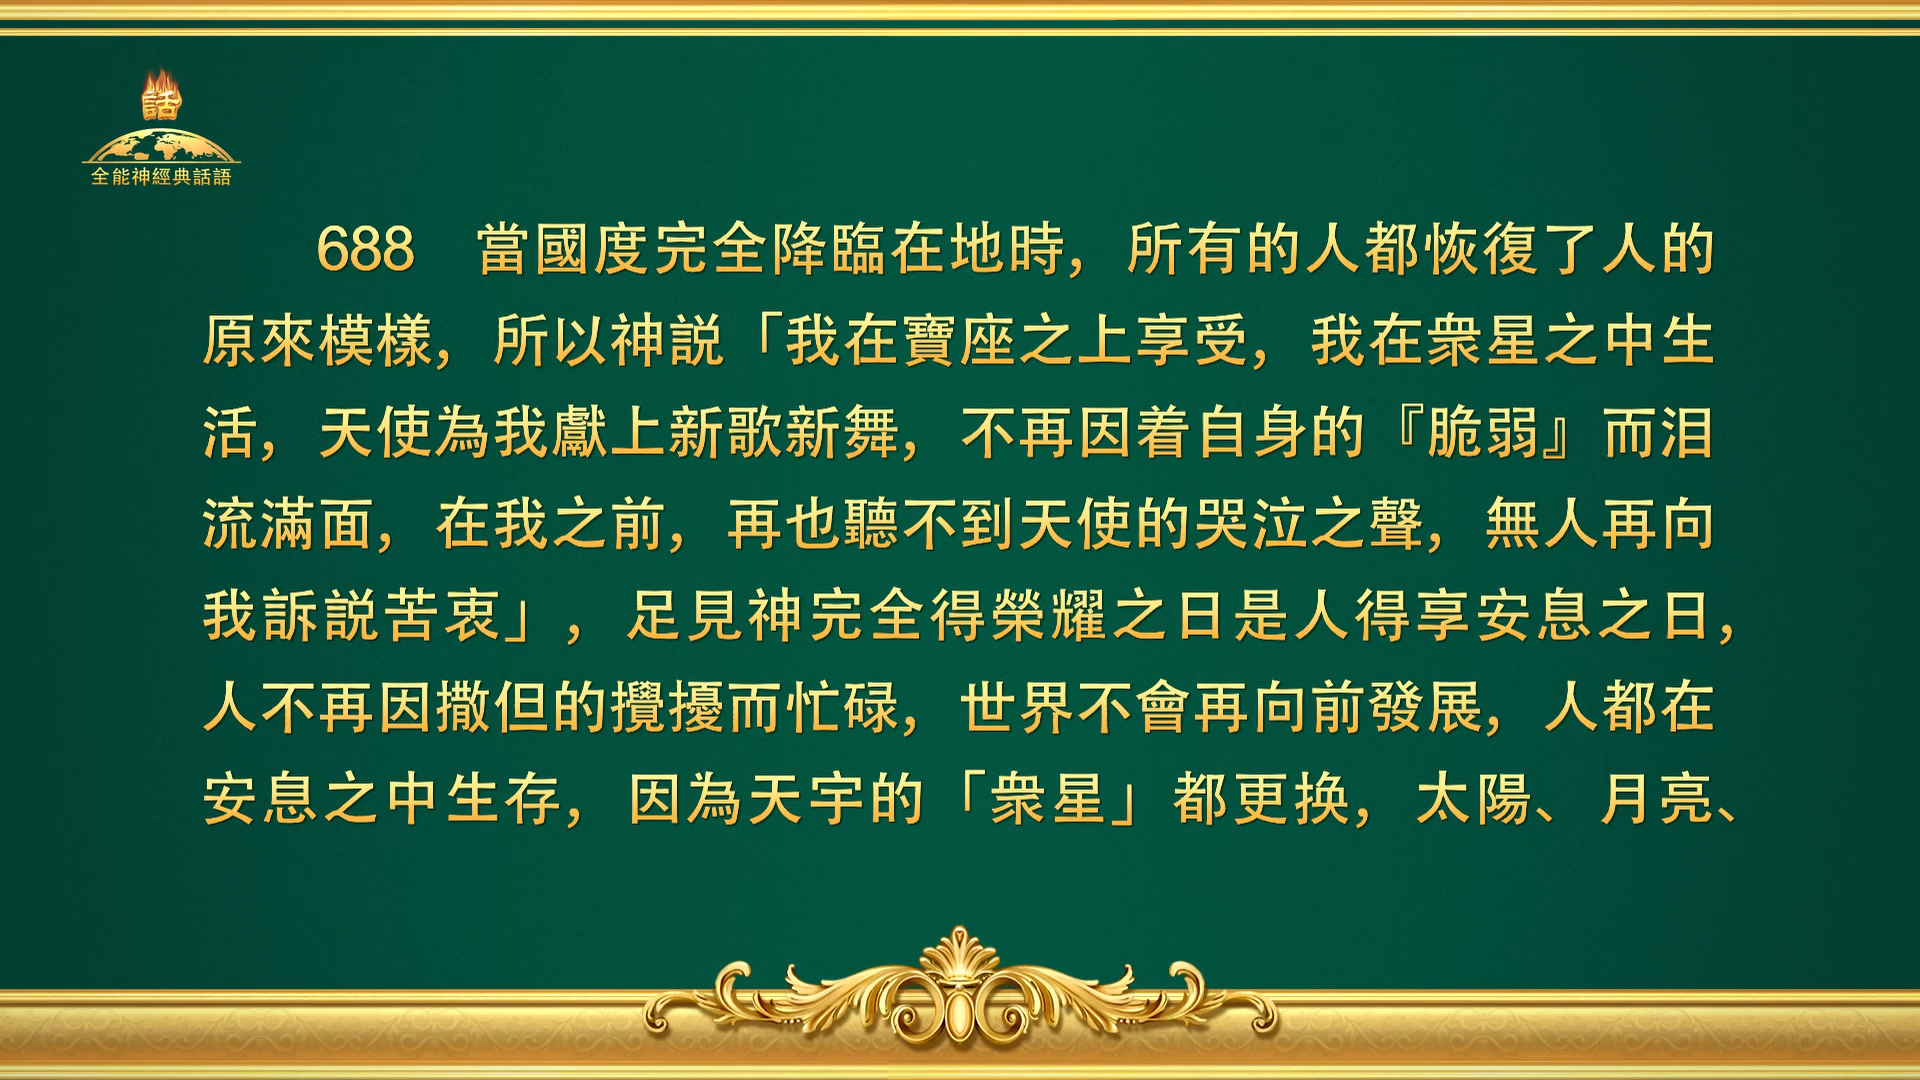 話
全能神經典話語
688 當國度完全降臨在地時，所有的人都恢復了人的
原來模樣，所以神説「我在寶座之上享受，我在衆星之中生
活，天使為我獻上新歌新舞，不再因着自身的『脆弱』而泪
流滿面，在我之前，再也聽不到天使的哭泣之聲，無人再向
我訴説苦衷」，足見神完全得榮耀之日是人得享安息之日，
人不再因撒但的攪擾而忙碌，世界不會再向前發展，人都在
安息之中生存，因為天宇的「衆星」都更换，太陽、月亮、